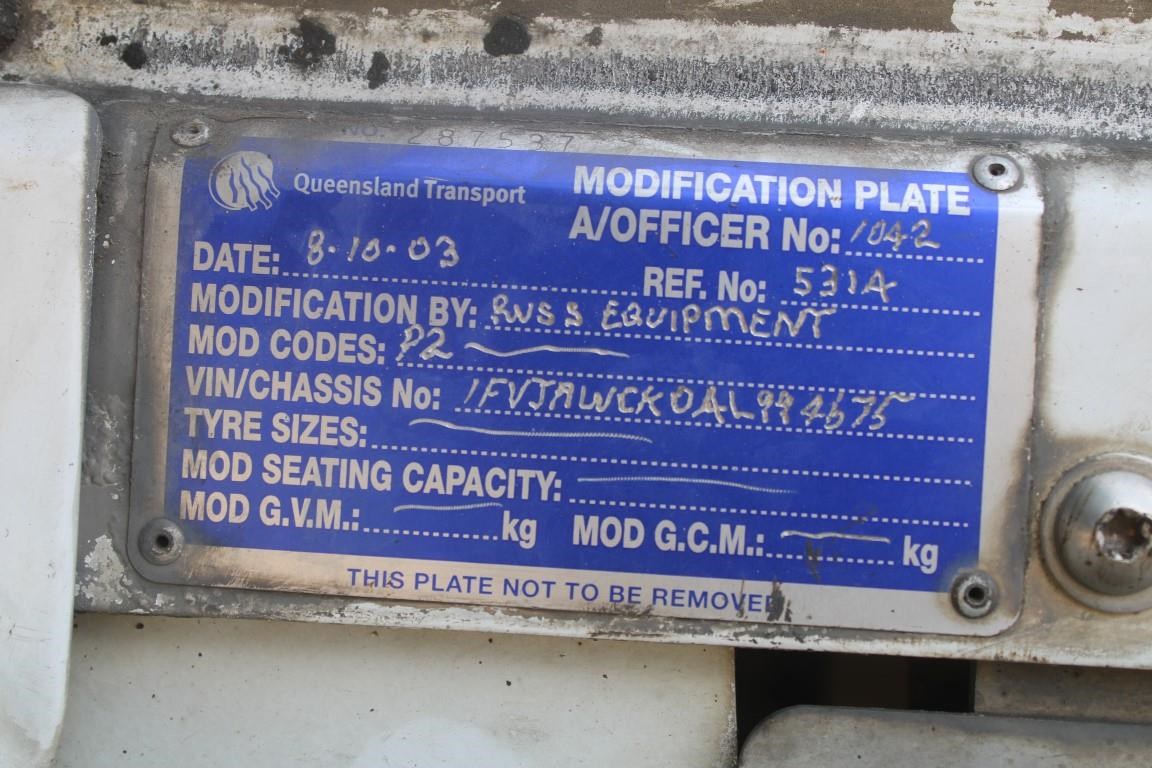 NO. 287537
Queensland Transport
MODIFICATION PLATE
A/OFFICER No: 1042
DATE: 8-10-03
REF. No: 531A
MODIFICATION BY: RUSS EQUIPMENT
MOD CODES: P2
VIN/CHASSIS No: 1FVJAWCK0AL994675
TYRE SIZES:
MOD SEATING CAPACITY:
MOD G.V.M.: kg MOD G.C.M.: kg
THIS PLATE NOT TO BE REMOVED